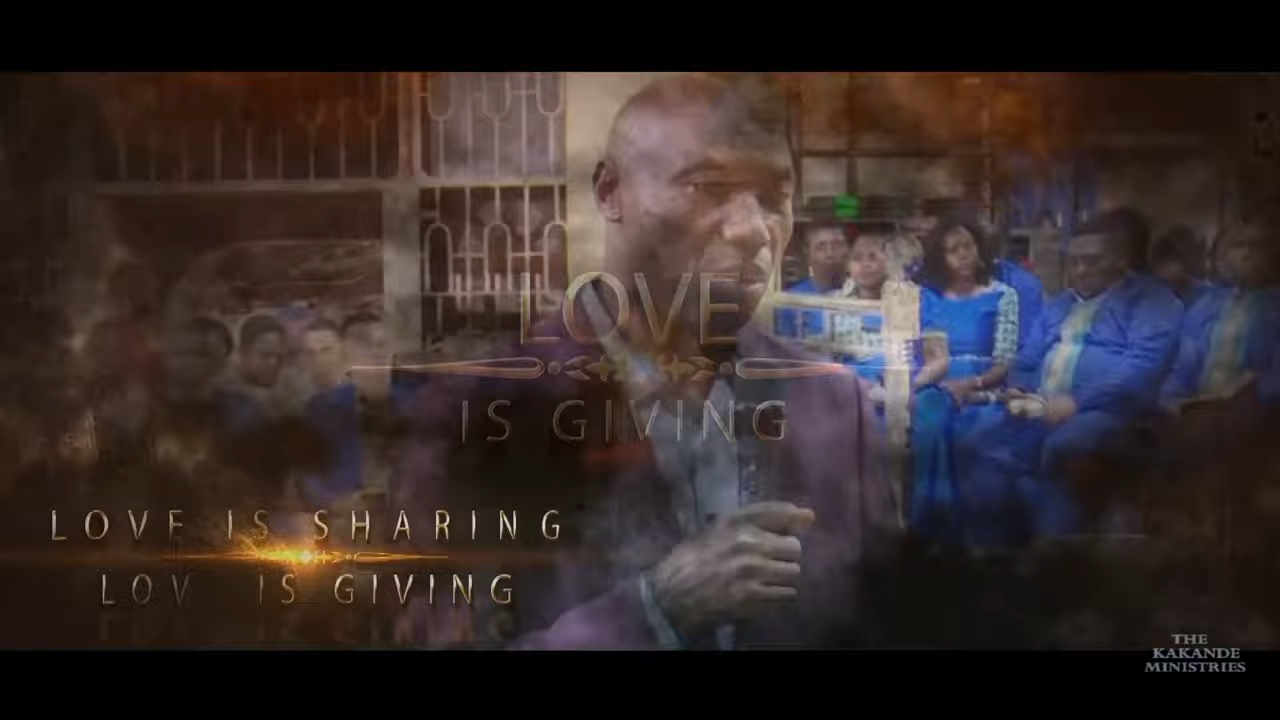 LOVE
IS GIVING
LOVE IS SHARING
LOV IS GIVING
THE
KAKANDE
MINISTRIES